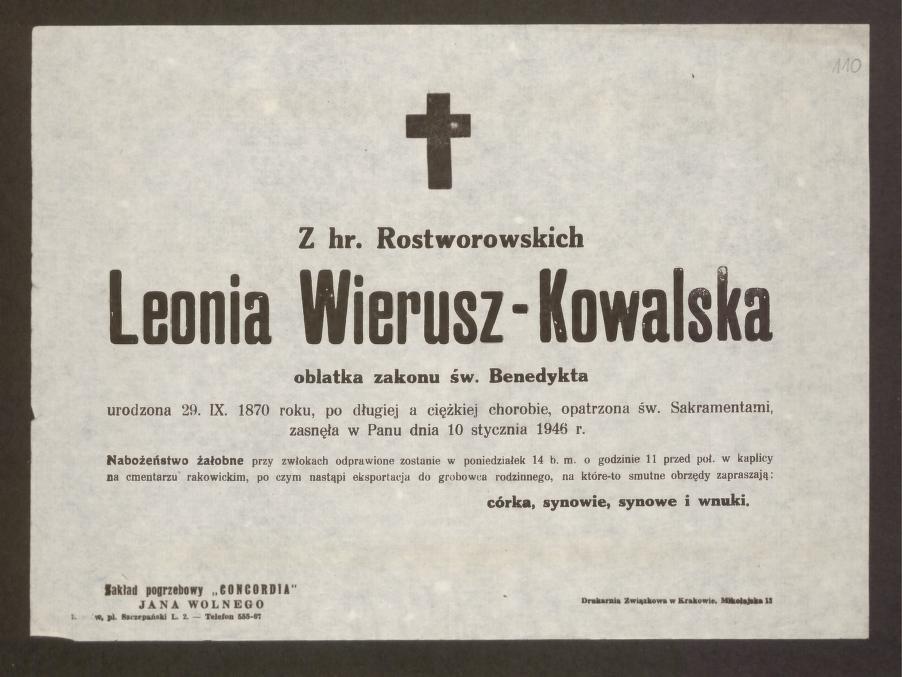 110
Z hr. Rostworowskich
Leonia Wierusz-Kowalska
oblatka zakonu św. Benedykta
urodzona 29. IX. 1870 roku, po długiej a ciężkiej chorobie, opatrzona św. Sakramentami,
zasnęła w Panu dnia 10 stycznia 1946 r.
Nabożeństwo żałobne przy zwłokach odprawione zostanie w poniedziałek 14 b. m. o godzinie 11 przed poł. w kaplicy
na cmentarzu rakowickim, po czym nastąpi eksportacja do grobowca rodzinnego, na które-to smutne obrzędy zapraszają:
córka, synowie, synowe i wnuki.
Zakład pogrzebowy „CONCORDIA"
JANA WOLNEGO
w, pl. Szczepański L. 2. — Telefon 555-67
Drukarnia Związkowa w Krakowie, Mikołajska 13